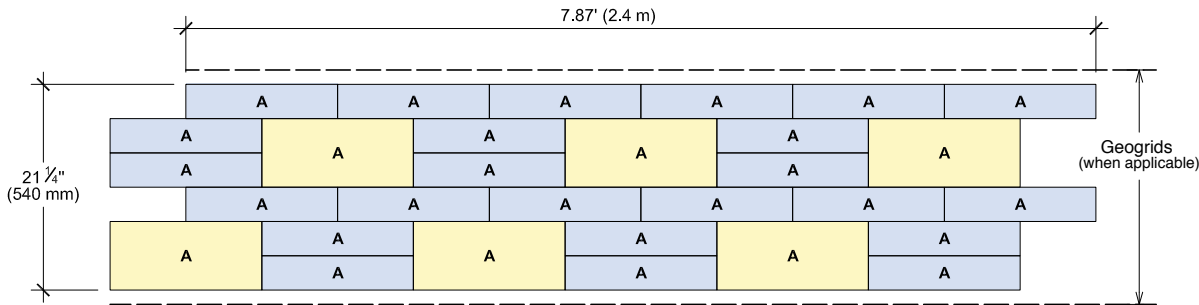 7.87' (2.4 m)
A A A A A A
A A A A
A A A
A A
21 ¼"
(540 mm)
Geogrids
(when applicable)
A A A A A A
A A A
A A A
A A A